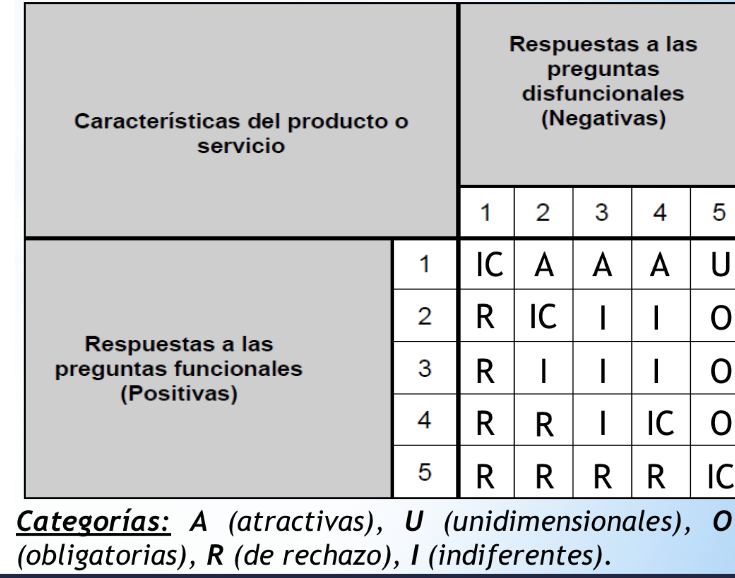 Respuestas a las
preguntas
disfuncionales
(Negativas)
Características del producto o
servicio
1 2 3 4 5
1 IC A A A U
2 R IC I I O
3 R I I I O
4 R R I IC O
5 R R R R IC
Respuestas a las
preguntas funcionales
(Positivas)
Categorías: A (atractivas), U (unidimensionales), O
(obligatorias), R (de rechazo), I (indiferentes).